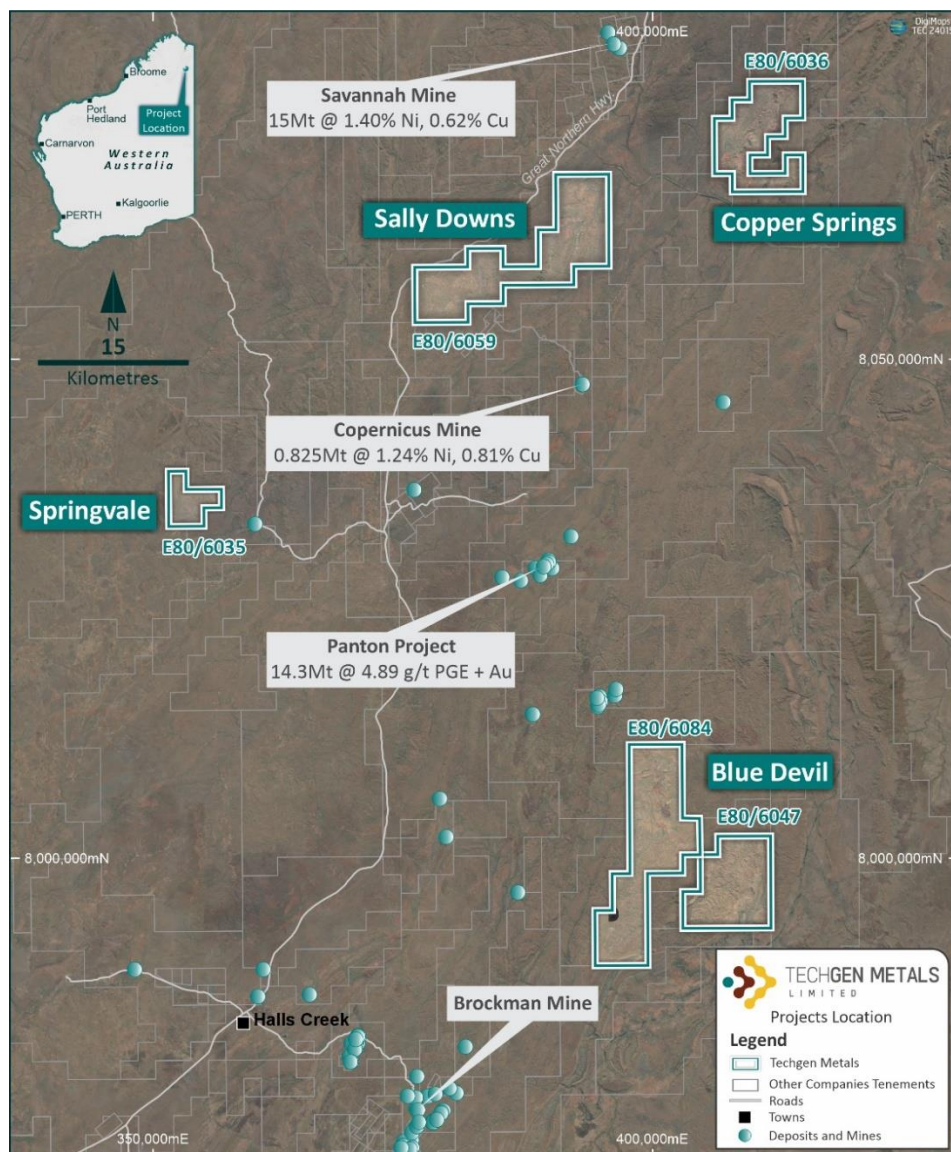 DigiMaps
TEC 24015
400,000mE
E80/6036
Broome
Port
Hedland
Project
Location
Carnarvon
Western
Australia
Kalgoorlie
PERTH
Savannah Mine
15Mt @ 1.40% Ni, 0.62% Cu
Great Northern Hwy.
Sally Downs
Copper Springs
N
15
Kilometres
E80/6059
8,050,000mN
Copernicus Mine
0.825Mt @ 1.24% Ni, 0.81% Cu
Springvale
E80/6035
Panton Project
14.3Mt @ 4.89 g/t PGE + Au
E80/6084
Blue Devil
E80/6047
8,000,000mN
8,000,000mN
Brockman Mine
Halls Creek
TECHGEN METALS
LIMITED
Projects Location
Legend
Techgen Metals
Other Companies Tenements
Roads
Towns
Deposits and Mines
350,000mE
400,000mE